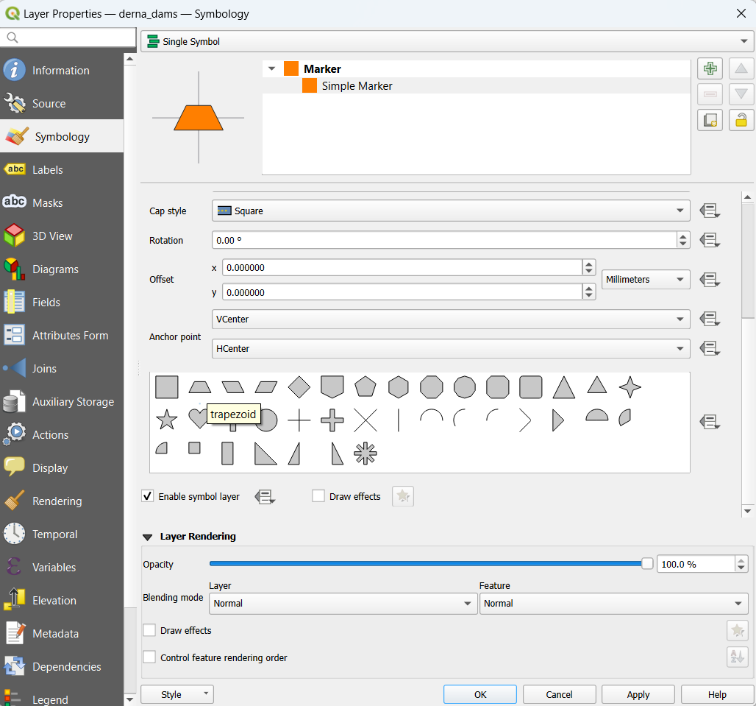 Layer Properties — derna_dams — Symbology
Single Symbol
Information
Source
Symbology
abc Labels
abc Masks
3D View
Diagrams
Fields
Attributes Form
Joins
Auxiliary Storage
Actions
Display
Rendering
Temporal
Variables
Elevation
Metadata
Dependencies
Legend
Marker
Simple Marker
Cap style Square
Rotation 0.00 °
Offset x 0.000000 Millimeters
y 0.000000
Anchor point VCenter
HCenter
trapezoid
Enable symbol layer Draw effects
Layer Rendering
Opacity 100.0 %
Layer Feature
Blending mode Normal Normal
Draw effects
Control feature rendering order
Style OK Cancel Apply Help